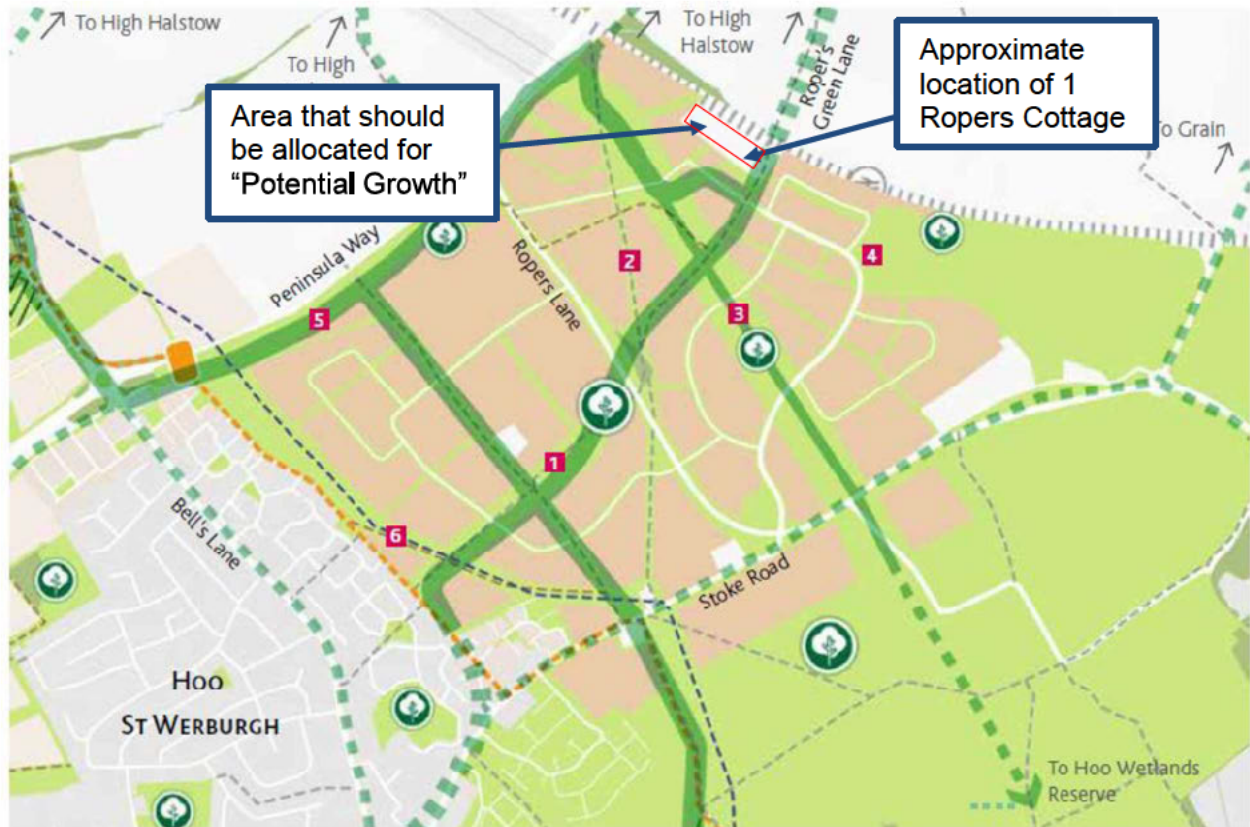 To High Halstow
To High
To High
Halstow
Roper's
Green Lane
Approximate
location of 1
Ropers Cottage
Area that should
be allocated for
“Potential Growth”
To Grain
Peninsula Way
Ropers Lane
2
4
5
3
1
6
Bell's Lane
Stoke Road
Hoo
St Werburgh
To Hoo Wetlands
Reserve